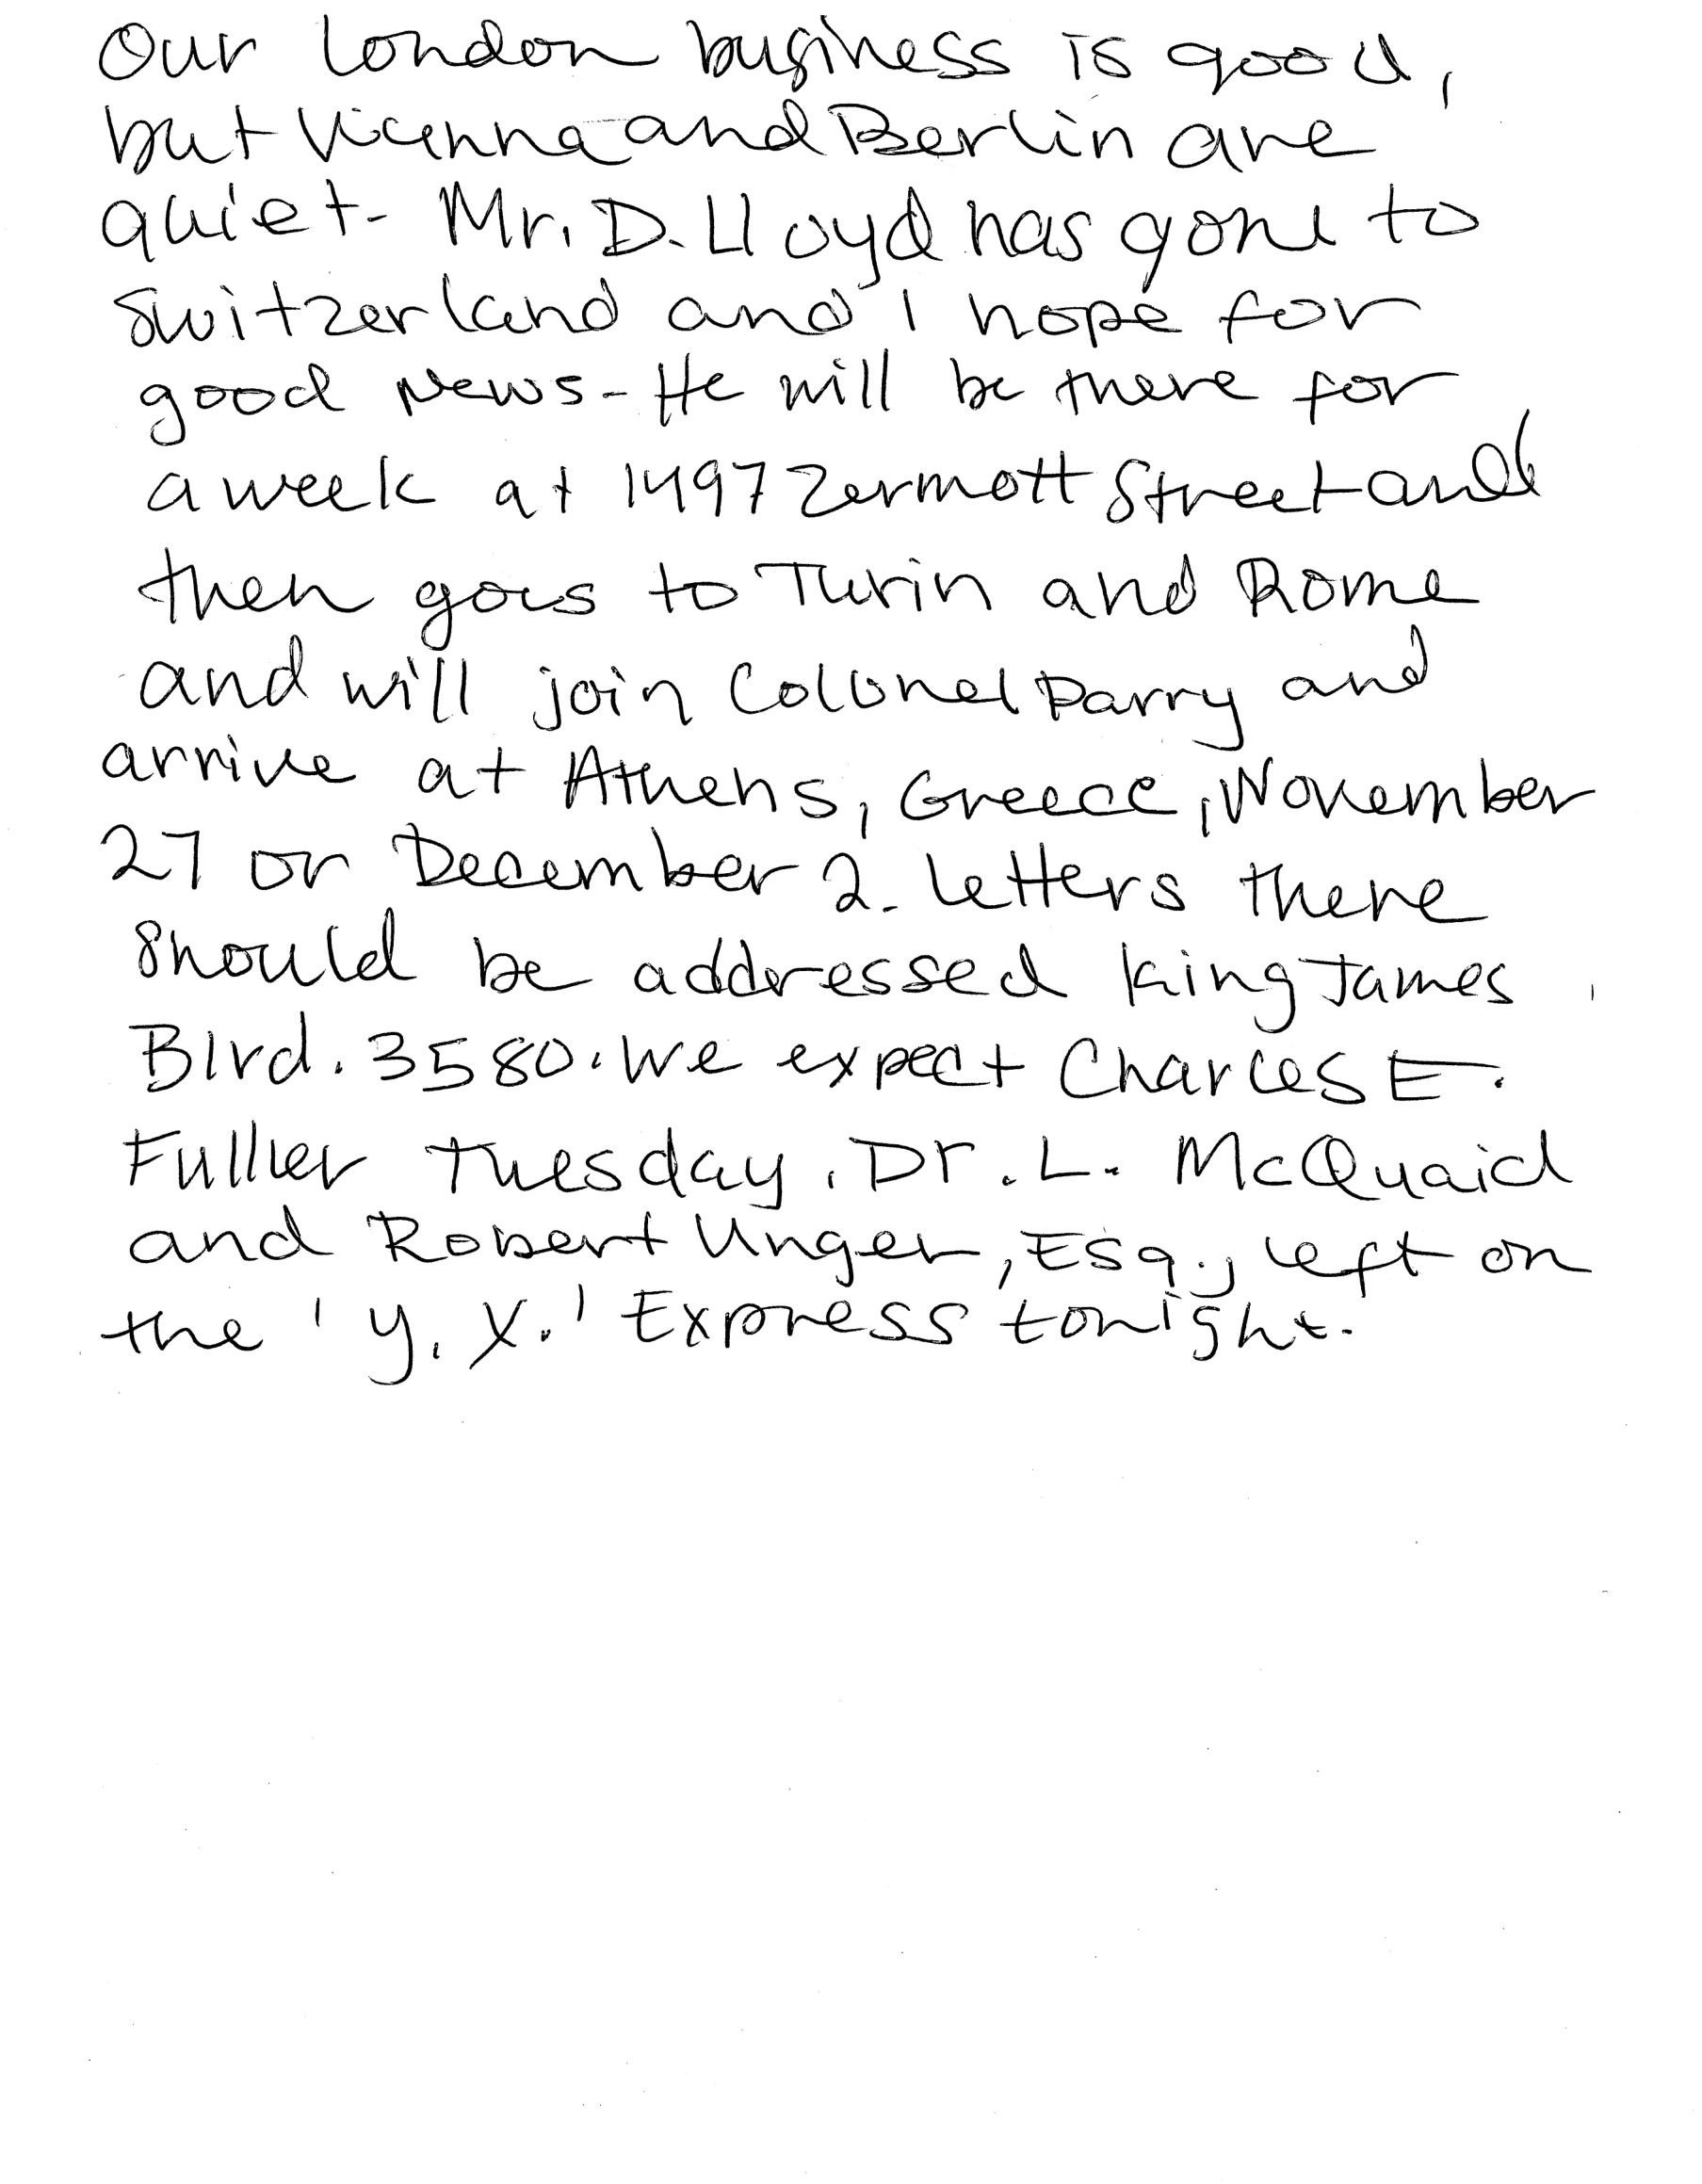 Our London business is good,
but Vienna and Berlin are
quiet. Mr. D. Lloyd has gone to
Switzerland and I hope for
good news. He will be there for
a week at 1497 Zermott Street and
then goes to Turin and Rome
and will join Colonel Parry and
arrive at Athens, Greece, November
27 or December 2. Letters there
should be addressed King James
Blvd. 3580. We expect Charles E.
Fuller Tuesday. Dr. L. McQuaid
and Robert Unger, Esq., left on
the 'Y. X.' Express tonight.